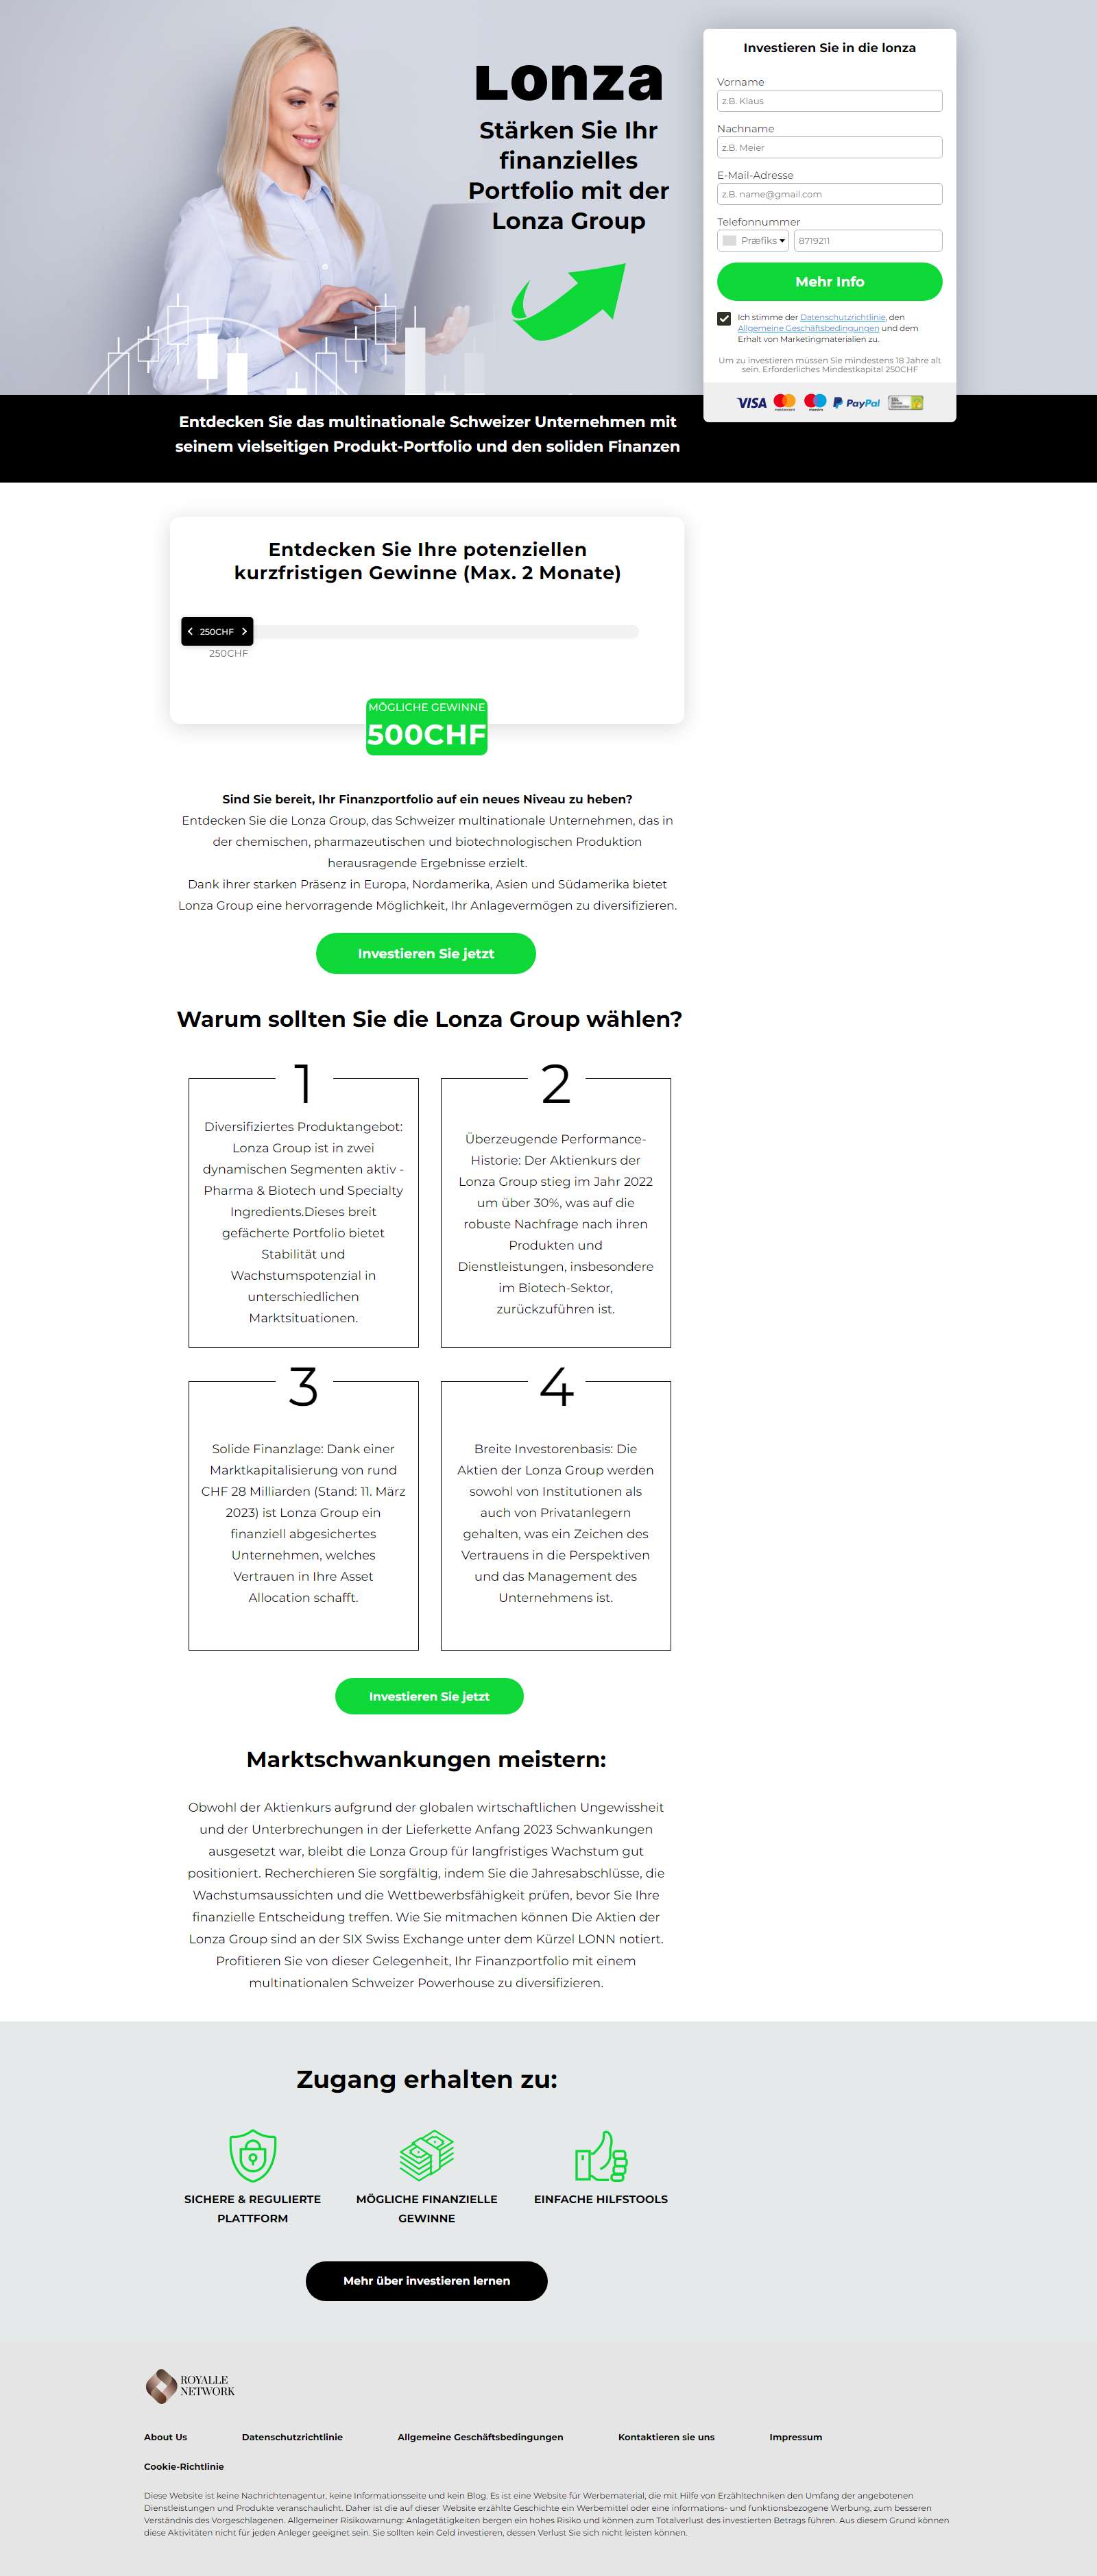 Lonza
Stärken Sie Ihr
finanzielles
Portfolio mit der
Lonza Group
Investieren Sie in die lonza
Vorname
z.B. Klaus
Nachname
z.B. Meier
E-Mail-Adresse
z.B. name@gmail.com
Telefonnummer
Præfiks
8719211
Mehr Info
Ich stimme der Datenschutzrichtlinie, den
Allgemeine Geschäftsbedingungen und dem
Erhalt von Marketingmaterialien zu.
Um zu investieren müssen Sie mindestens 18 Jahre alt
sein. Erforderliches Mindestkapital 250CHF
VISA
PayPal
Entdecken Sie das multinationale Schweizer Unternehmen mit
seinem vielseitigen Produkt-Portfolio und den soliden Finanzen
Entdecken Sie Ihre potenziellen
kurzfristigen Gewinne (Max. 2 Monate)
250CHF
250CHF
MÖGLICHE GEWINNE
500CHF
Sind Sie bereit, Ihr Finanzportfolio auf ein neues Niveau zu heben?
Entdecken Sie die Lonza Group, das Schweizer multinationale Unternehmen, das in
der chemischen, pharmazeutischen und biotechnologischen Produktion
herausragende Ergebnisse erzielt.
Dank ihrer starken Präsenz in Europa, Nordamerika, Asien und Südamerika bietet
Lonza Group eine hervorragende Möglichkeit, Ihr Anlagevermögen zu diversifizieren.
Investieren Sie jetzt
Warum sollten Sie die Lonza Group wählen?
1
Diversifiziertes Produktangebot:
Lonza Group ist in zwei
dynamischen Segmenten aktiv -
Pharma & Biotech und Specialty
Ingredients.Dieses breit
gefächerte Portfolio bietet
Stabilität und
Wachstumspotenzial in
unterschiedlichen
Marktsituationen.
2
Überzeugende Performance-
Historie: Der Aktienkurs der
Lonza Group stieg im Jahr 2022
um über 30%, was auf die
robuste Nachfrage nach ihren
Produkten und
Dienstleistungen, insbesondere
im Biotech-Sektor,
zurückzuführen ist.
3
Solide Finanzlage: Dank einer
Marktkapitalisierung von rund
CHF 28 Milliarden (Stand: 11. März
2023) ist Lonza Group ein
finanziell abgesichertes
Unternehmen, welches
Vertrauen in Ihre Asset
Allocation schafft.
4
Breite Investorenbasis: Die
Aktien der Lonza Group werden
sowohl von Institutionen als
auch von Privatanlegern
gehalten, was ein Zeichen des
Vertrauens in die Perspektiven
und das Management des
Unternehmens ist.
Investieren Sie jetzt
Marktschwankungen meistern:
Obwohl der Aktienkurs aufgrund der globalen wirtschaftlichen Ungewissheit
und der Unterbrechungen in der Lieferkette Anfang 2023 Schwankungen
ausgesetzt war, bleibt die Lonza Group für langfristiges Wachstum gut
positioniert. Recherchieren Sie sorgfältig, indem Sie die Jahresabschlüsse, die
Wachstumsaussichten und die Wettbewerbsfähigkeit prüfen, bevor Sie Ihre
finanzielle Entscheidung treffen. Wie Sie mitmachen können Die Aktien der
Lonza Group sind an der SIX Swiss Exchange unter dem Kürzel LONN notiert.
Profitieren Sie von dieser Gelegenheit, Ihr Finanzportfolio mit einem
multinationalen Schweizer Powerhouse zu diversifizieren.
Zugang erhalten zu:
SICHERE & REGULIERTE
PLATTFORM
MÖGLICHE FINANZIELLE
GEWINNE
EINFACHE HILFSTOOLS
Mehr über investieren lernen
ROYALLE
NETWORK
About Us
Datenschutzrichtlinie
Allgemeine Geschäftsbedingungen
Kontaktieren sie uns
Impressum
Cookie-Richtlinie
Diese Website ist keine Nachrichtenagentur, keine Informationsseite und kein Blog. Es ist eine Website für Werbematerial, die mit Hilfe von Erzähltechniken den Umfang der angebotenen
Dienstleistungen und Produkte veranschaulicht. Daher ist die auf dieser Website erzählte Geschichte ein Werbemittel oder eine informations- und funktionsbezogene Werbung, zum besseren
Verständnis des Vorgeschlagenen. Allgemeiner Risikowarnung: Anlagetätigkeiten bergen ein hohes Risiko und können zum Totalverlust des investierten Betrags führen. Aus diesem Grund können
diese Aktivitäten nicht für jeden Anleger geeignet sein. Sie sollten kein Geld investieren, dessen Verlust Sie sich nicht leisten können.